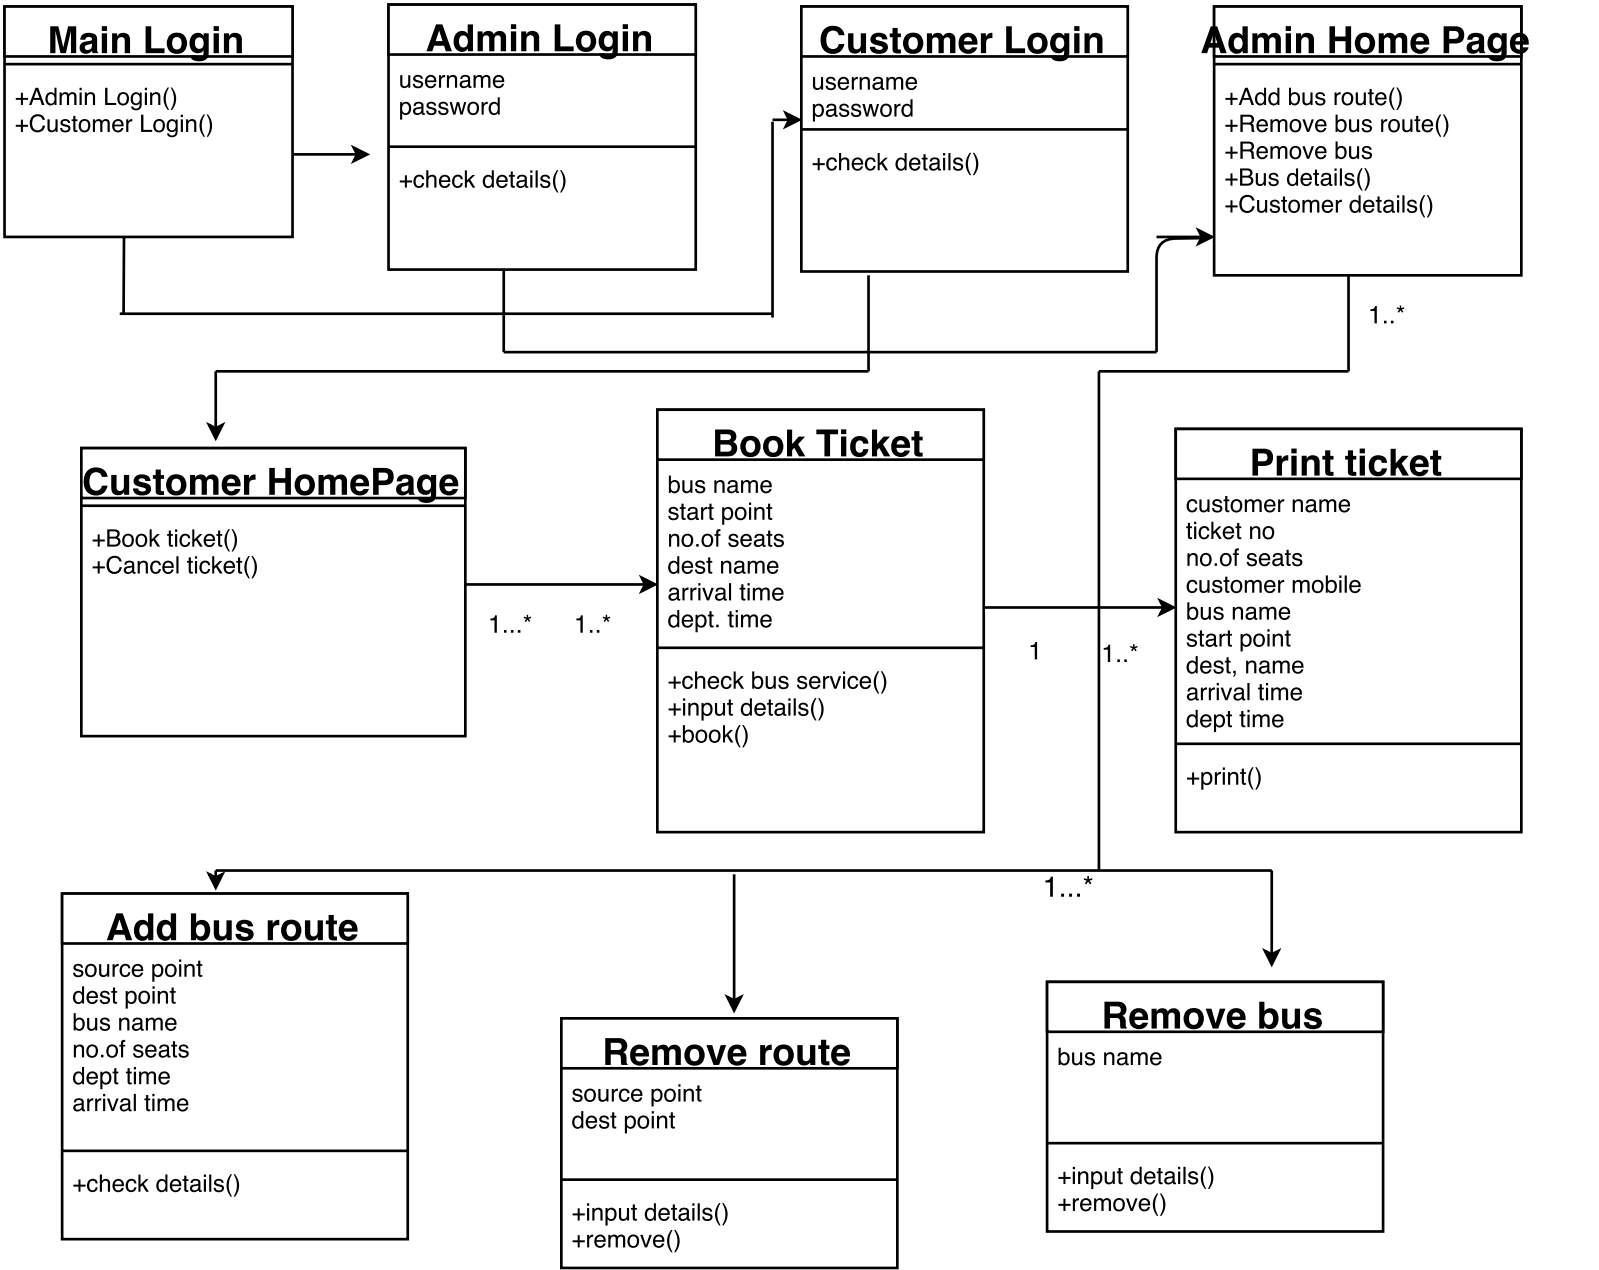 Main Login
+Admin Login()
+Customer Login()
Admin Login
username
password
+check details()
Customer Login
username
password
+check details()
Admin Home Page
+Add bus route()
+Remove bus route()
+Remove bus
+Bus details()
+Customer details()
1..*
Customer HomePage
+Book ticket()
+Cancel ticket()
1...*
1..*
Book Ticket
bus name
start point
no.of seats
dest name
arrival time
dept. time
+check bus service()
+input details()
+book()
1
1..*
Print ticket
customer name
ticket no
no.of seats
customer mobile
bus name
start point
dest, name
arrival time
dept time
+print()
1...*
Add bus route
source point
dest point
bus name
no.of seats
dept time
arrival time
+check details()
Remove route
source point
dest point
+input details()
+remove()
Remove bus
bus name
+input details()
+remove()